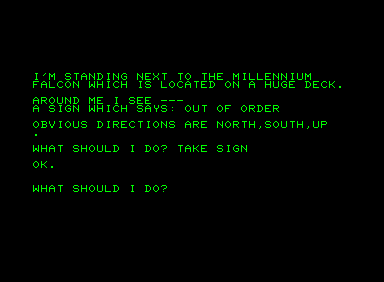 I'M STANDING NEXT TO THE MILLENNIUM
FALCON WHICH IS LOCATED ON A HUGE DECK.
AROUND ME I SEE ---
A SIGN WHICH SAYS: OUT OF ORDER
OBVIOUS DIRECTIONS ARE NORTH,SOUTH,UP
.
WHAT SHOULD I DO? TAKE SIGN
OK.
WHAT SHOULD I DO?